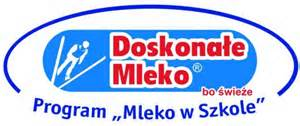 Doskonałe
Mleko®
bo świeże
Program „Mleko w Szkole”